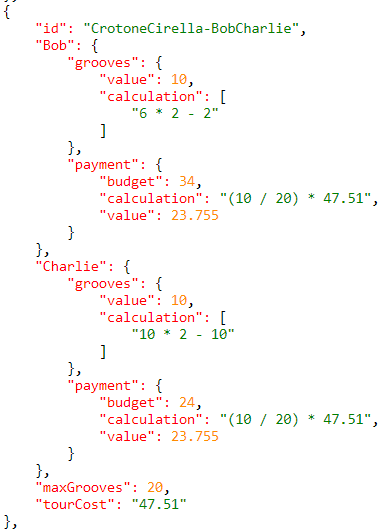 {
"id": "CrotoneCirella-BobCharlie",
"Bob": {
"grooves": {
"value": 10,
"calculation": [
"6 * 2 - 2"
]
},
"payment": {
"budget": 34,
"calculation": "(10 / 20) * 47.51",
"value": 23.755
}
},
"Charlie": {
"grooves": {
"value": 10,
"calculation": [
"10 * 2 - 10"
]
},
"payment": {
"budget": 24,
"calculation": "(10 / 20) * 47.51",
"value": 23.755
}
},
"maxGrooves": 20,
"tourCost": "47.51"
},